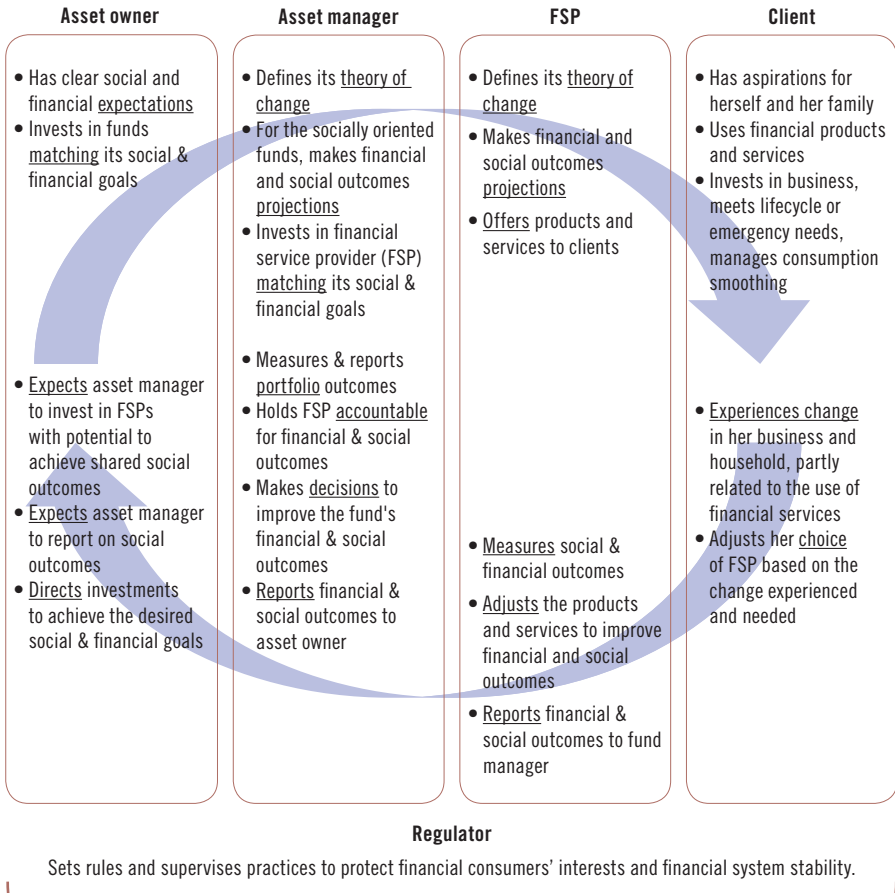 Asset owner
• Has clear social and
financial expectations
• Invests in funds
matching its social &
financial goals
• Expects asset manager
to invest in FSPs
with potential to
achieve shared social
outcomes
• Expects asset manager
to report on social
outcomes
• Directs investments
to achieve the desired
social & financial goals
Asset manager
• Defines its theory of
change
• For the socially oriented
funds, makes financial
and social outcomes
projections
• Invests in financial
service provider (FSP)
matching its social &
financial goals
• Measures & reports
portfolio outcomes
• Holds FSP accountable
for financial & social
outcomes
• Makes decisions to
improve the fund's
financial & social
outcomes
• Reports financial &
social outcomes to
asset owner
FSP
• Defines its theory of
change
• Makes financial and
social outcomes
projections
• Offers products and
services to clients
• Measures social &
financial outcomes
• Adjusts the products
and services to improve
financial and social
outcomes
• Reports financial &
social outcomes to fund
manager
Client
• Has aspirations for
herself and her family
• Uses financial products
and services
• Invests in business,
meets lifecycle or
emergency needs,
manages consumption
smoothing
• Experiences change
in her business and
household, partly
related to the use of
financial services
• Adjusts her choice
of FSP based on the
change experienced
and needed
Regulator
Sets rules and supervises practices to protect financial consumers’ interests and financial system stability.